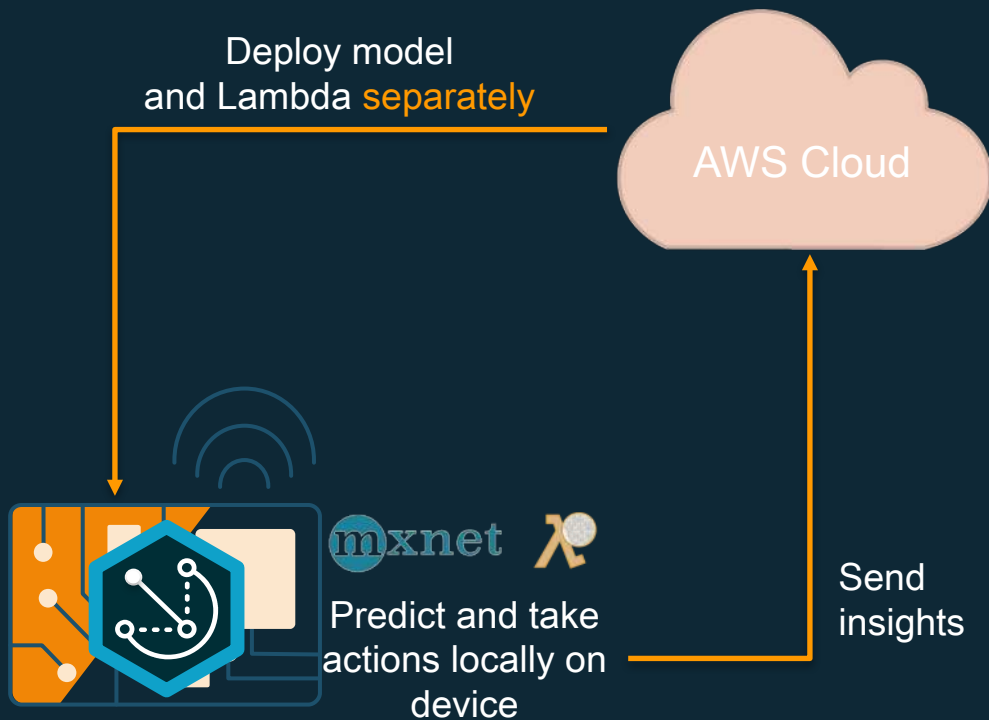 Deploy model
and Lambda separately
AWS Cloud
mxnet
Predict and take
actions locally on
device
Send
insights